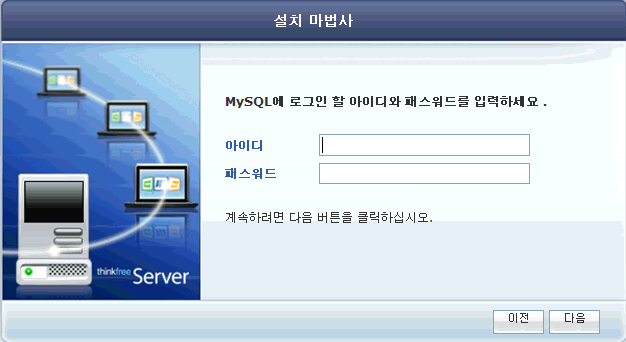 설치 마법사
MySQL에 로그인 할 아이디와 패스워드를 입력하세요 .
아이디
패스워드
계속하려면 다음 버튼을 클릭하십시오.
thinkfree Server
이전
다음